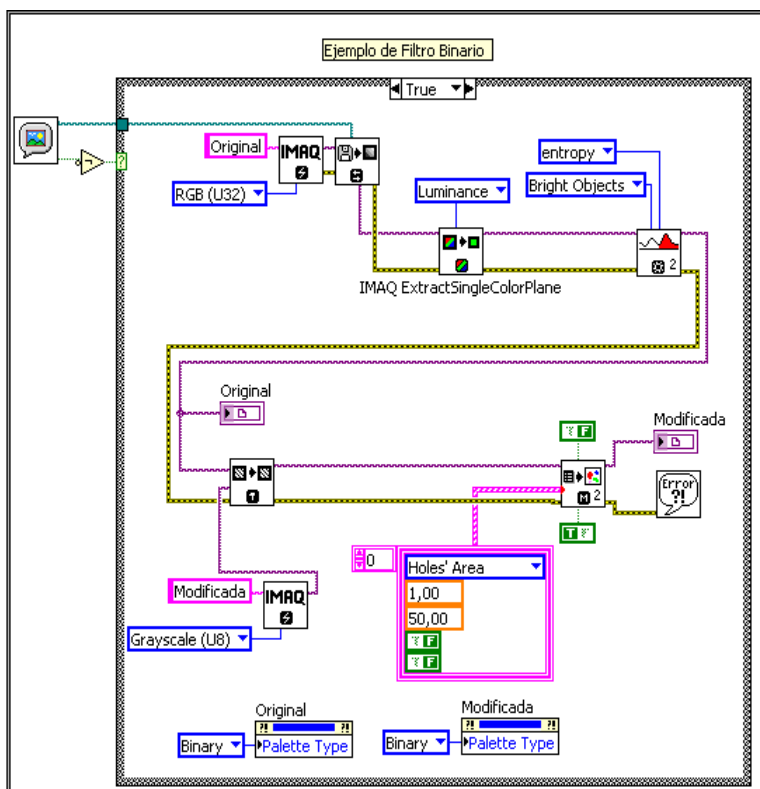 Ejemplo de Filtro Binario
True
Original
IMAQ
RGB (U32)
entropy
Luminance
Bright Objects
2
IMAQ ExtractSingleColorPlane
?
Original
Modificada
F
2
Error
?!
T
0
Holes' Area
1,00
50,00
F
F
Modificada
IMAQ
Grayscale (U8)
Original
Modificada
?! ?!
?! ?!
Binary
Palette Type
Binary
Palette Type